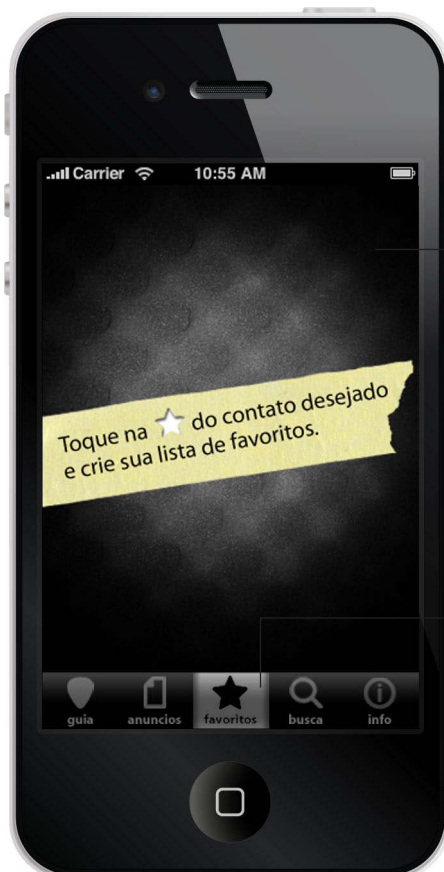 Carrier 10:55 AM
Toque na do contato desejado
e crie sua lista de favoritos.
guia anuncios favoritos busca info